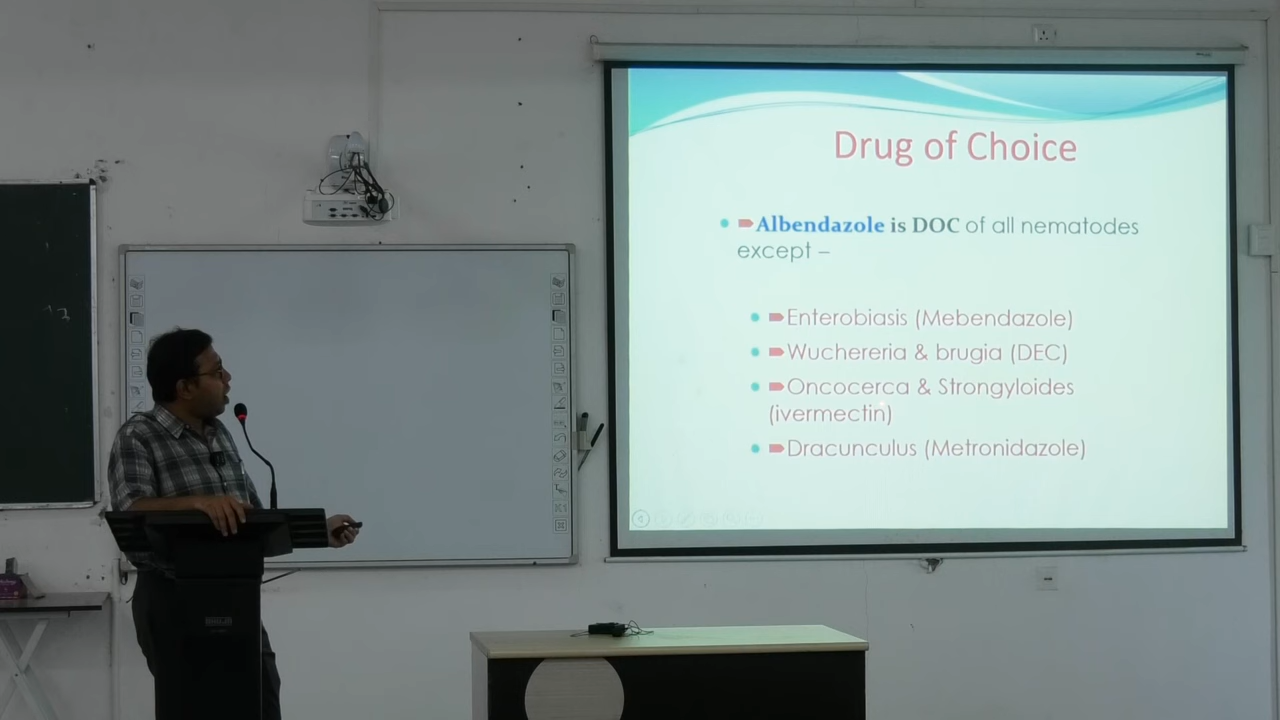 Drug of Choice
Albendazole is DOC of all nematodes
except –
Enterobiasis (Mebendazole)
Wuchereria & brugia (DEC)
Oncocerca & Strongyloides
(ivermectin)
Dracunculus (Metronidazole)